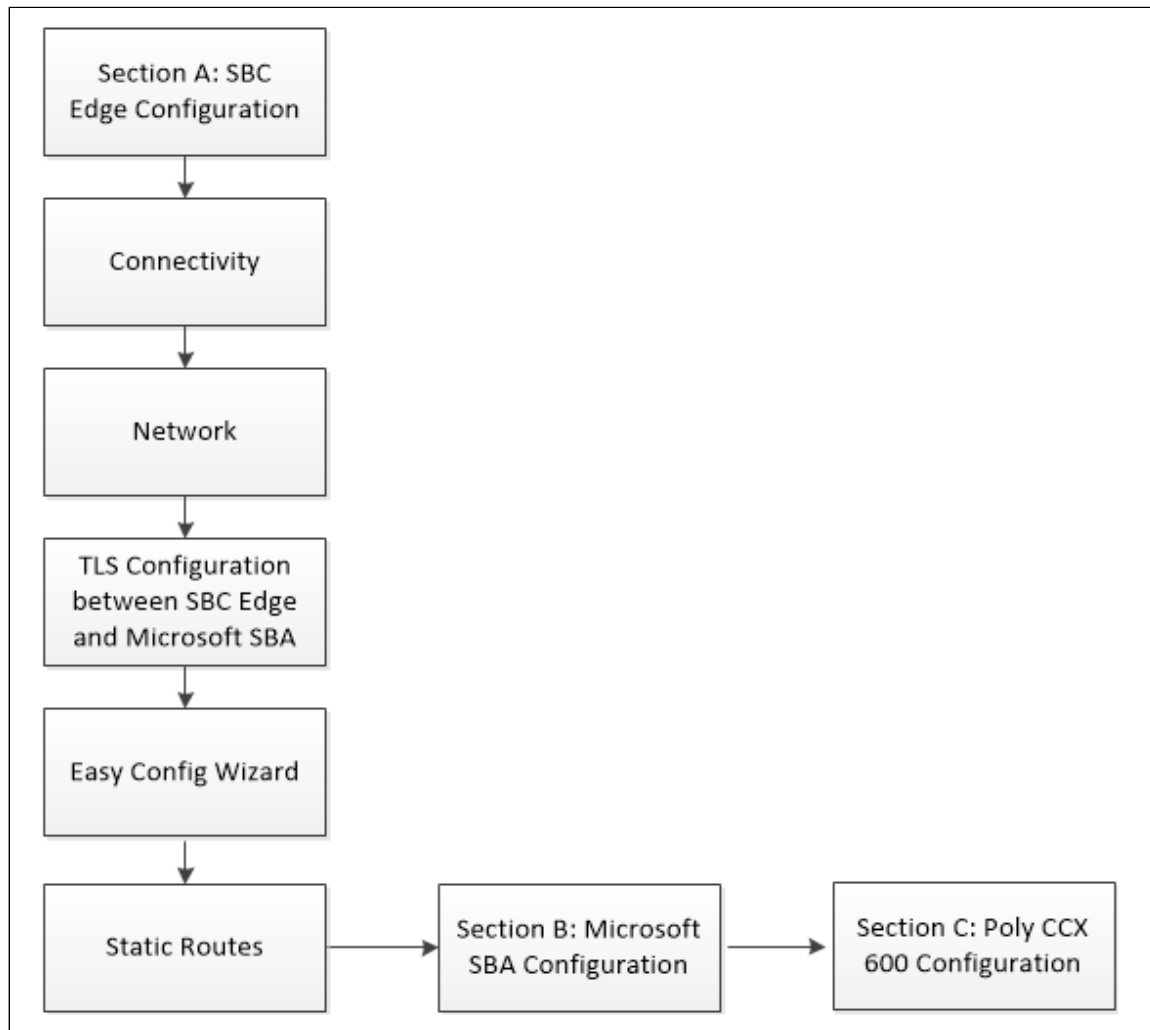 Section A: SBC
Edge Configuration
Connectivity
Network
TLS Configuration
between SBC Edge
and Microsoft SBA
Easy Config Wizard
Static Routes
Section B: Microsoft
SBA Configuration
Section C: Poly CCX
600 Configuration